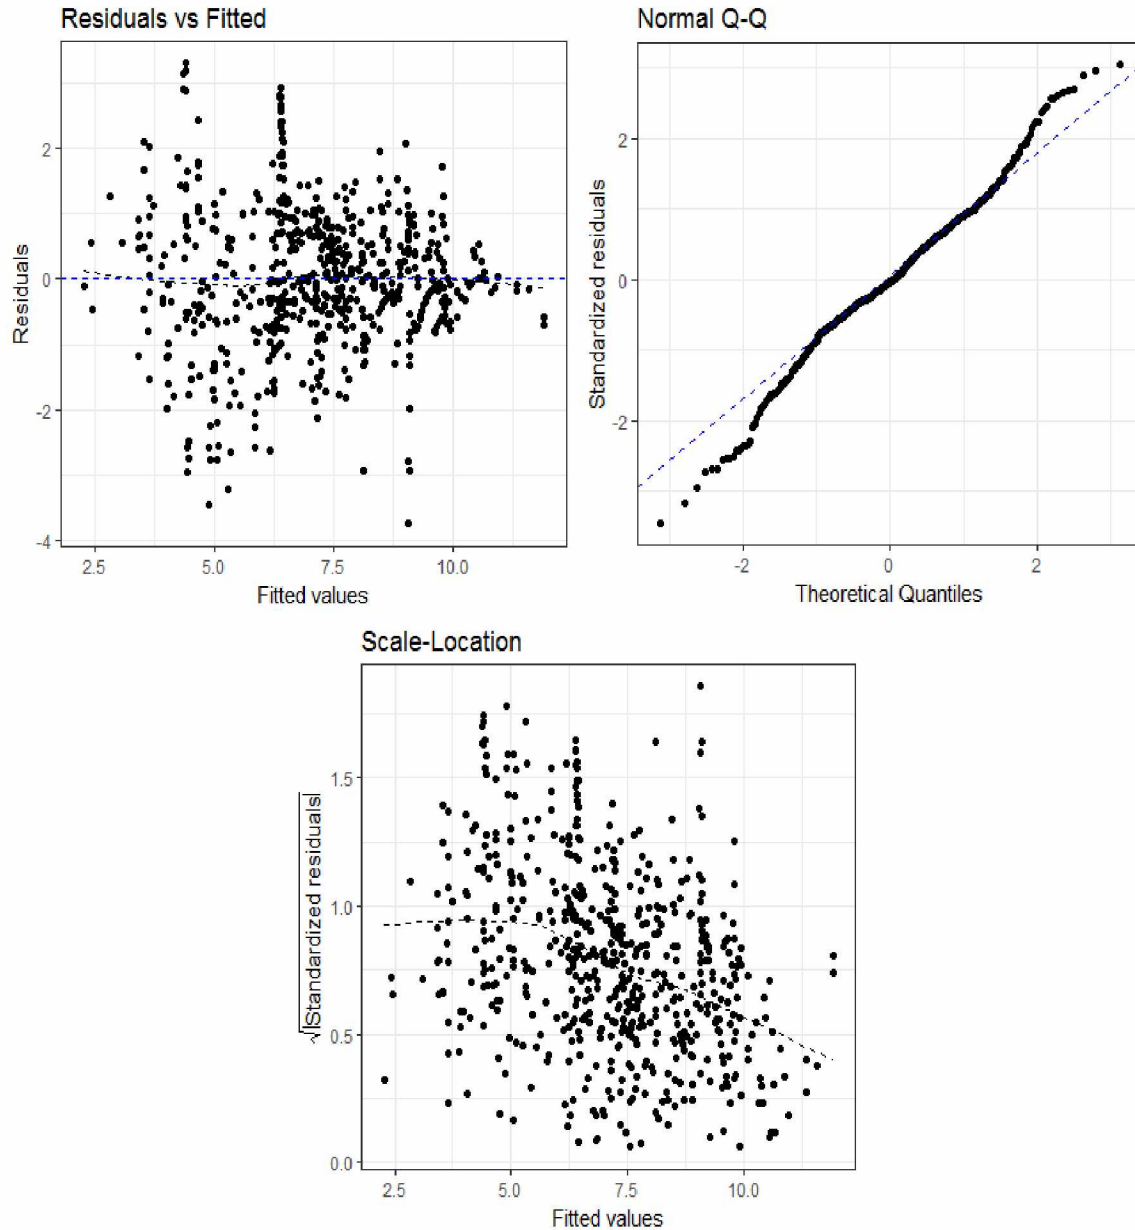 Residuals vs Fitted
Residuals
2
0
-2
-4
2.5 5.0 7.5 10.0
Fitted values
Normal Q-Q
Standardized residuals
2
0
-2
-2 0 2
Theoretical Quantiles
Scale-Location
√|Standardized residuals|
1.5
1.0
0.5
0.0
2.5 5.0 7.5 10.0
Fitted values